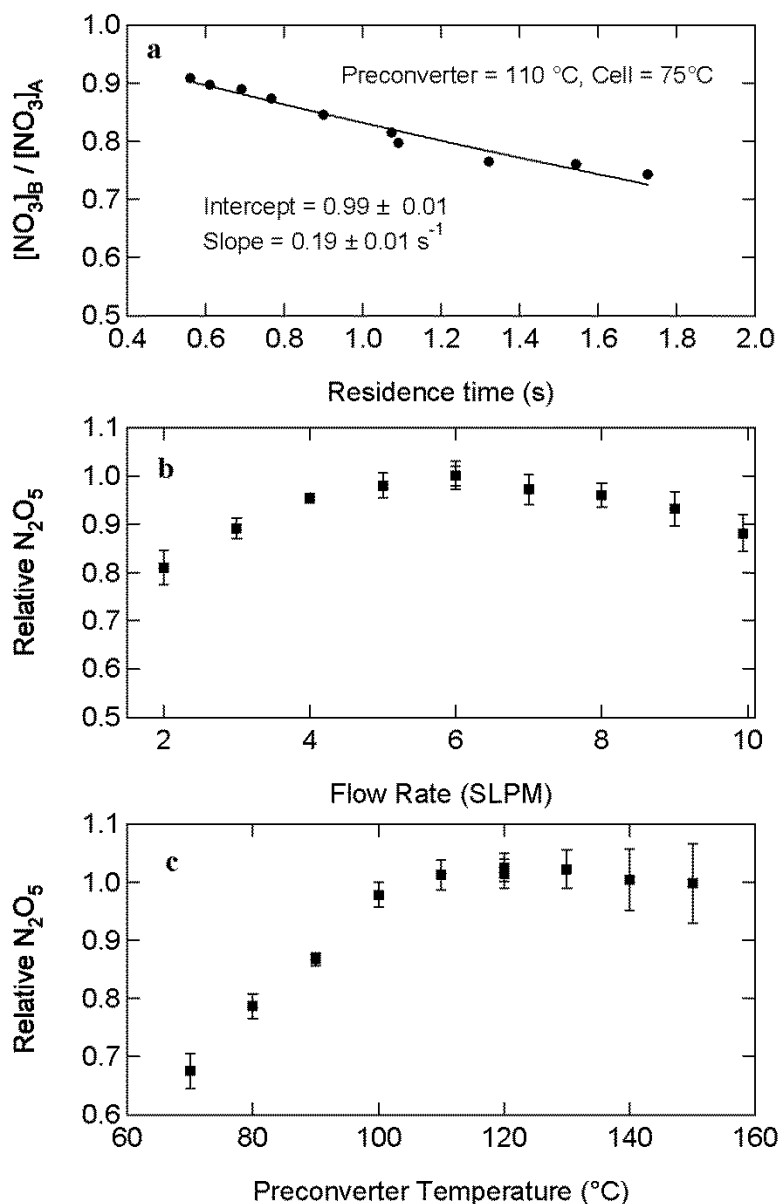 a
Preconverter = 110 °C, Cell = 75°C
Intercept = 0.99 ± 0.01
Slope = 0.19 ± 0.01 s⁻¹
[NO₃]B / [NO₃]A
1.0
0.9
0.8
0.7
0.6
0.5
0.4 0.6 0.8 1.0 1.2 1.4 1.6 1.8 2.0
Residence time (s)
b
Relative N₂O₅
1.1
1.0
0.9
0.8
0.7
0.6
0.5
2 4 6 8 10
Flow Rate (SLPM)
c
Relative N₂O₅
1.1
1.0
0.9
0.8
0.7
0.6
60 80 100 120 140 160
Preconverter Temperature (°C)